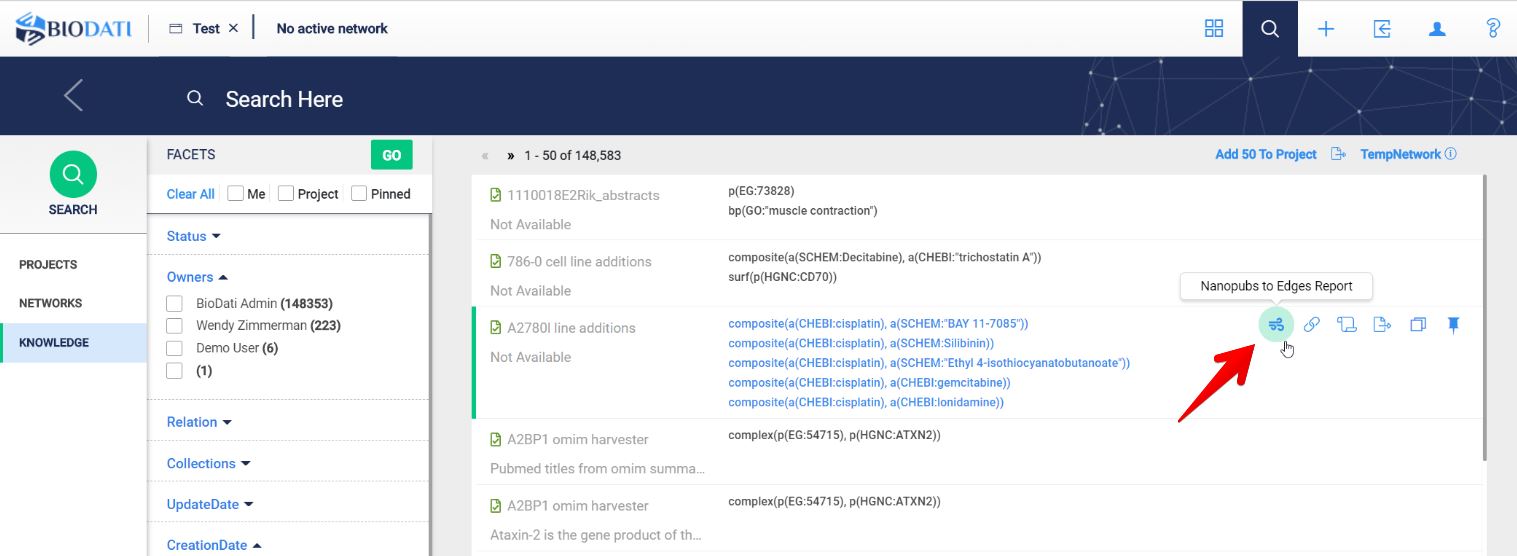 BIODATI
Test ×
No active network
Search Here
SEARCH
PROJECTS
NETWORKS
KNOWLEDGE
FACETS
GO
Clear All
Me
Project
Pinned
Status
Owners
BioDati Admin (148353)
Wendy Zimmerman (223)
Demo User (6)
(1)
Relation
Collections
UpdateDate
CreationDate
« » 1 - 50 of 148,583
Add 50 To Project
TempNetwork
1110018E2Rik_abstracts
Not Available
p(EG:73828)
bp(GO:"muscle contraction")
786-0 cell line additions
Not Available
composite(a(SCHEM:Decitabine), a(CHEBI:"trichostatin A"))
surf(p(HGNC:CD70))
Nanopubs to Edges Report
A2780l line additions
Not Available
composite(a(CHEBI:cisplatin), a(SCHEM:"BAY 11-7085"))
composite(a(CHEBI:cisplatin), a(SCHEM:Silibinin))
composite(a(CHEBI:cisplatin), a(SCHEM:"Ethyl 4-isothiocyanatobutanoate"))
composite(a(CHEBI:cisplatin), a(CHEBI:gemcitabine))
composite(a(CHEBI:cisplatin), a(CHEBI:lonidamine))
A2BP1 omim harvester
Pubmed titles from omim summa...
complex(p(EG:54715), p(HGNC:ATXN2))
A2BP1 omim harvester
Ataxin-2 is the gene product of th...
complex(p(EG:54715), p(HGNC:ATXN2))